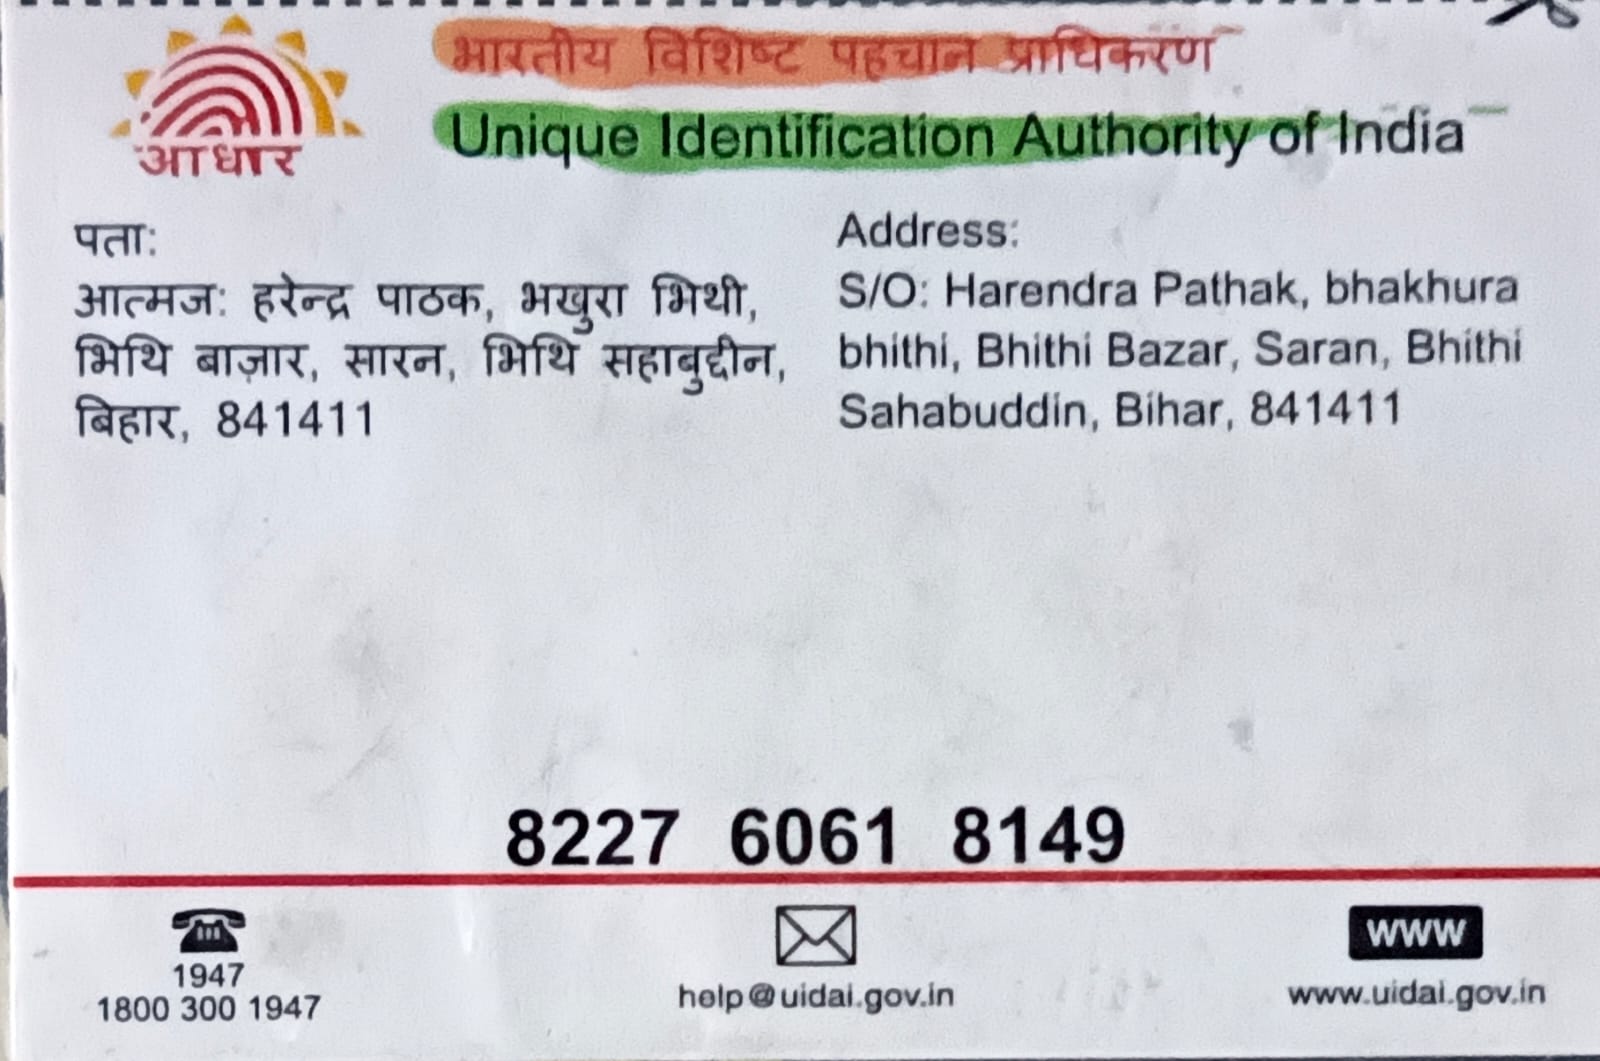 भारतीय विशिष्ट पहचान प्राधिकरण
आधार
Unique Identification Authority of India
पता:
आत्मज: हरेन्द्र पाठक, भखुरा भिथी,
भिथि बाज़ार, सारन, भिथि सहाबुद्दीन,
बिहार, 841411
Address:
S/O: Harendra Pathak, bhakhura
bhithi, Bhithi Bazar, Saran, Bhithi
Sahabuddin, Bihar, 841411
8227 6061 8149
1947
1800 300 1947
help@uidai.gov.in
www
www.uidai.gov.in